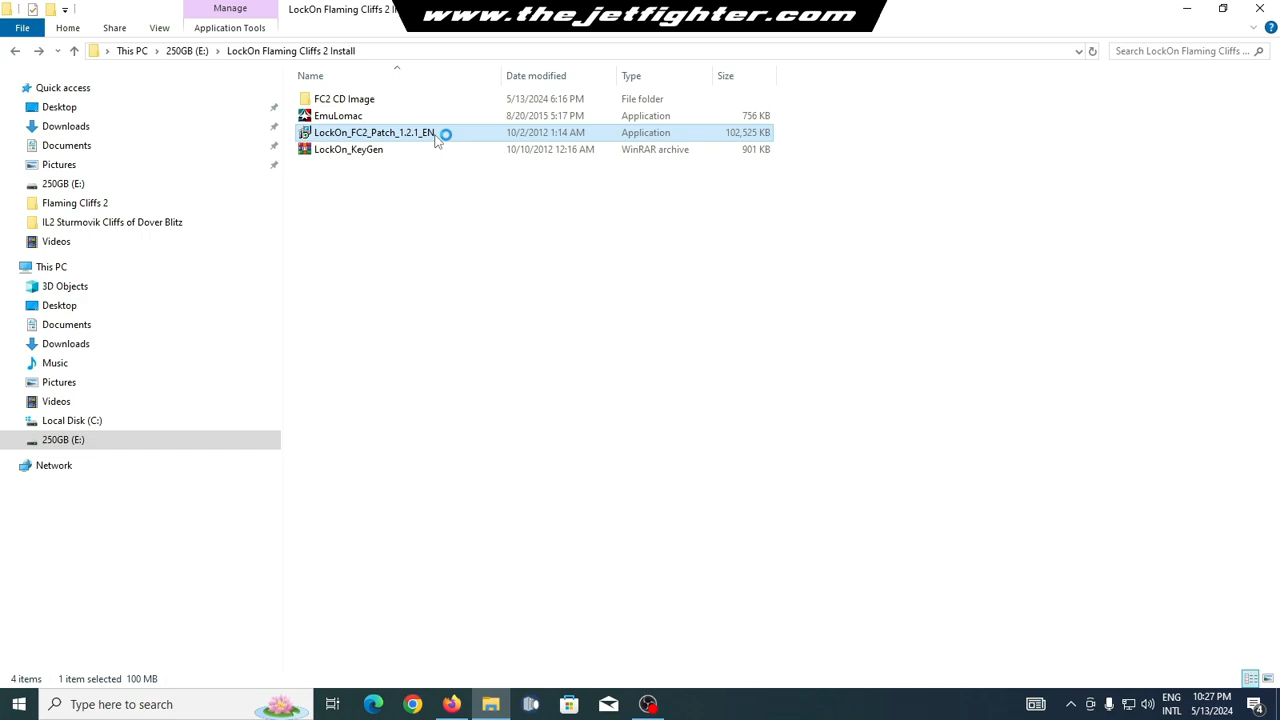 Manage
LockOn Flaming Cliffs 2 I
www.thejetfighter.com
File
Home
Share
View
Application Tools
This PC
250GB (E:)
LockOn Flaming Cliffs 2 Install
Search LockOn Flaming Cliffs ...
Name
Date modified
Type
Size
FC2 CD Image
5/13/2024 6:16 PM
File folder
EmuLomac
8/20/2015 5:17 PM
Application
756 KB
LockOn_FC2_Patch_1.2.1_EN
10/2/2012 1:14 AM
Application
102,525 KB
LockOn_KeyGen
10/10/2012 12:16 AM
WinRAR archive
901 KB
Quick access
Desktop
Downloads
Documents
Pictures
250GB (E:)
Flaming Cliffs 2
IL2 Sturmovik Cliffs of Dover Blitz
Videos
This PC
3D Objects
Desktop
Documents
Downloads
Music
Pictures
Videos
Local Disk (C:)
250GB (E:)
Network
4 items
1 item selected 100 MB
Type here to search
ENG
INTL
10:27 PM
5/13/2024
4